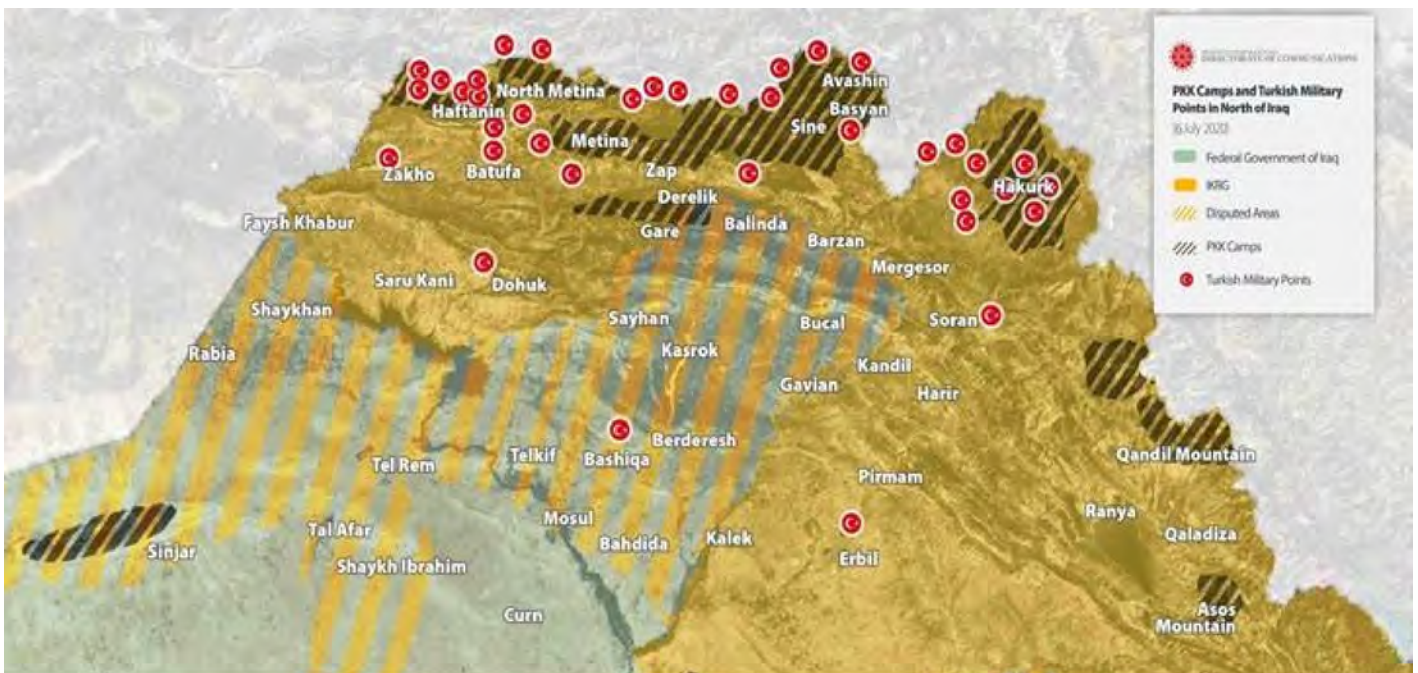 DIRECTORATE OF COMMUNICATIONS
PKK Camps and Turkish Military
Points in North of Iraq
16 July 2020
Federal Government of Iraq
IKRG
Disputed Areas
PKK Camps
Turkish Military Points
Avashin
North Metina
Basyan
Haftanin
Sine
Metina
Zakho
Batufa
Zap
Hakurk
Derelik
Faysh Khabur
Gare
Balinda
Barzan
Mergesor
Saru Kani
Dohuk
Shaykhan
Sayhan
Bucal
Soran
Rabia
Kasrok
Gavian
Kandil
Harir
Berderesh
Telkif
Bashiqa
Tel Rem
Qandil Mountain
Pirmam
Mosul
Ranya
Tal Afar
Bahdida
Kalek
Qaladiza
Sinjar
Shaykh Ibrahim
Erbil
Curn
Asos
Mountain